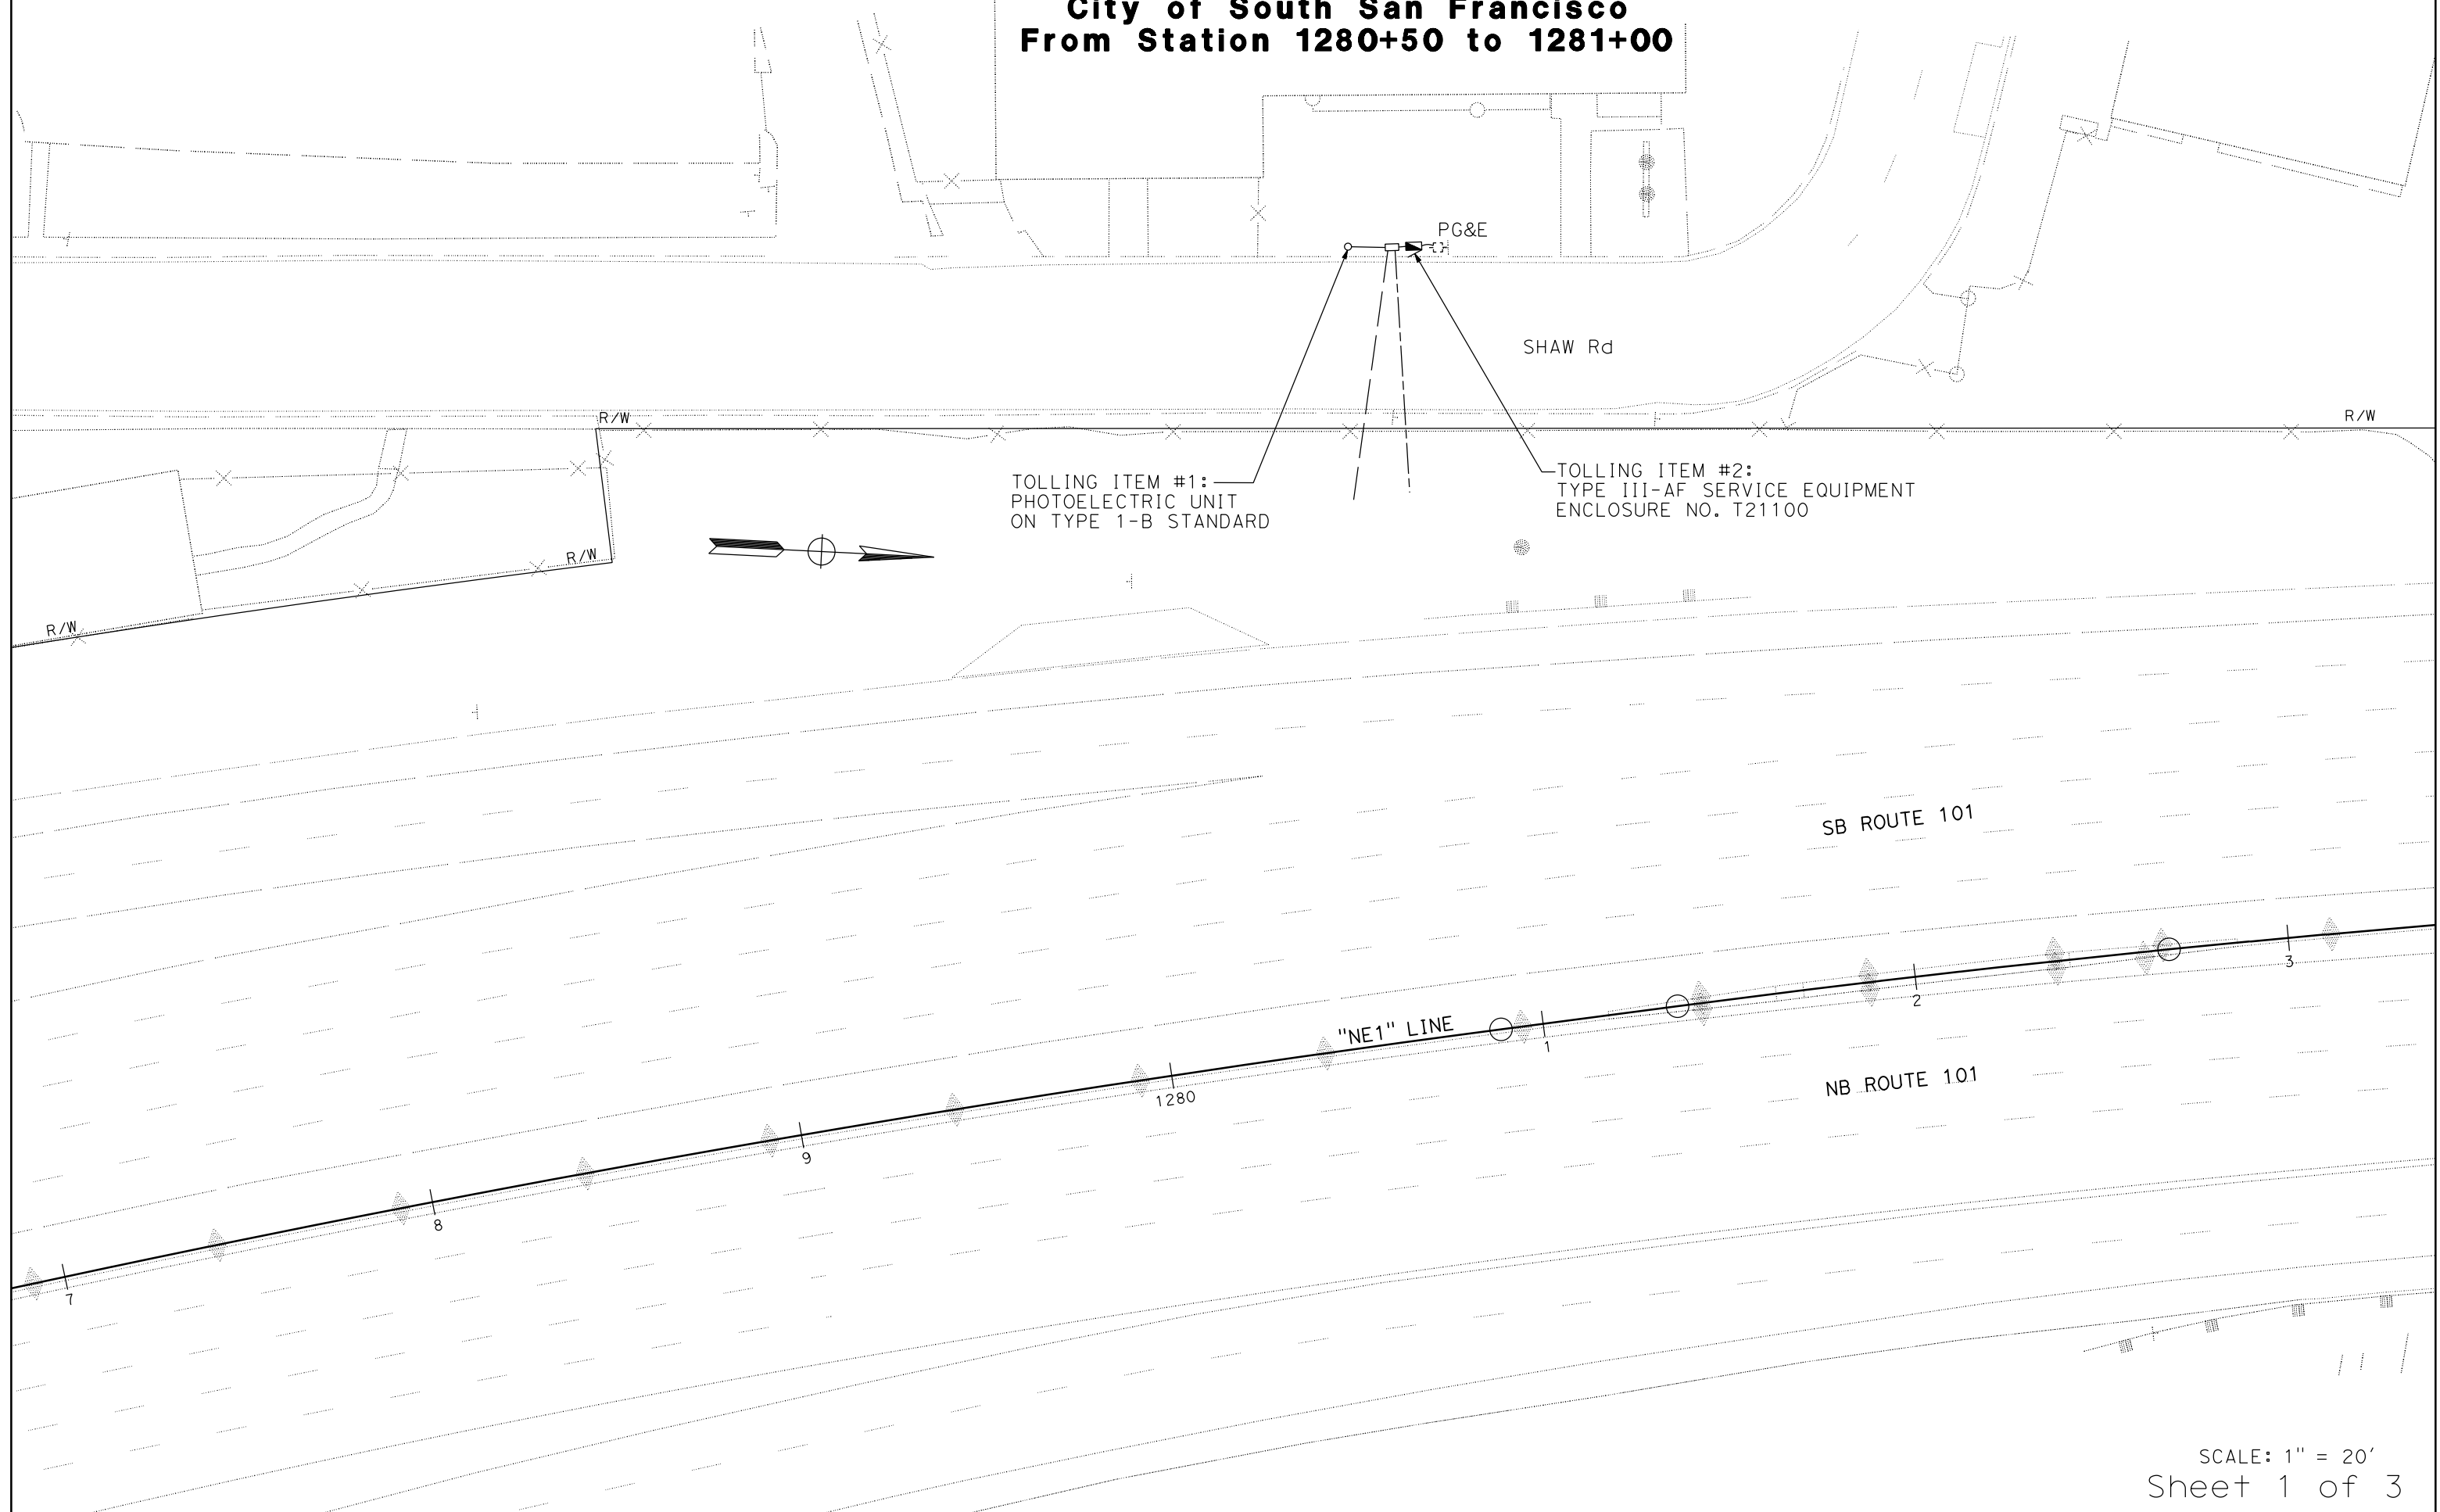 City of South San Francisco
From Station 1280+50 to 1281+00
PG&E
SHAW Rd
R/W
R/W
TOLLING ITEM #1:
PHOTOELECTRIC UNIT
ON TYPE 1-B STANDARD
TOLLING ITEM #2:
TYPE III-AF SERVICE EQUIPMENT
ENCLOSURE NO. T21100
R/W
R/W
SB ROUTE 101
"NE1" LINE
NB ROUTE 101
3
2
1
1280
9
8
7
SCALE: 1" = 20'
Sheet 1 of 3